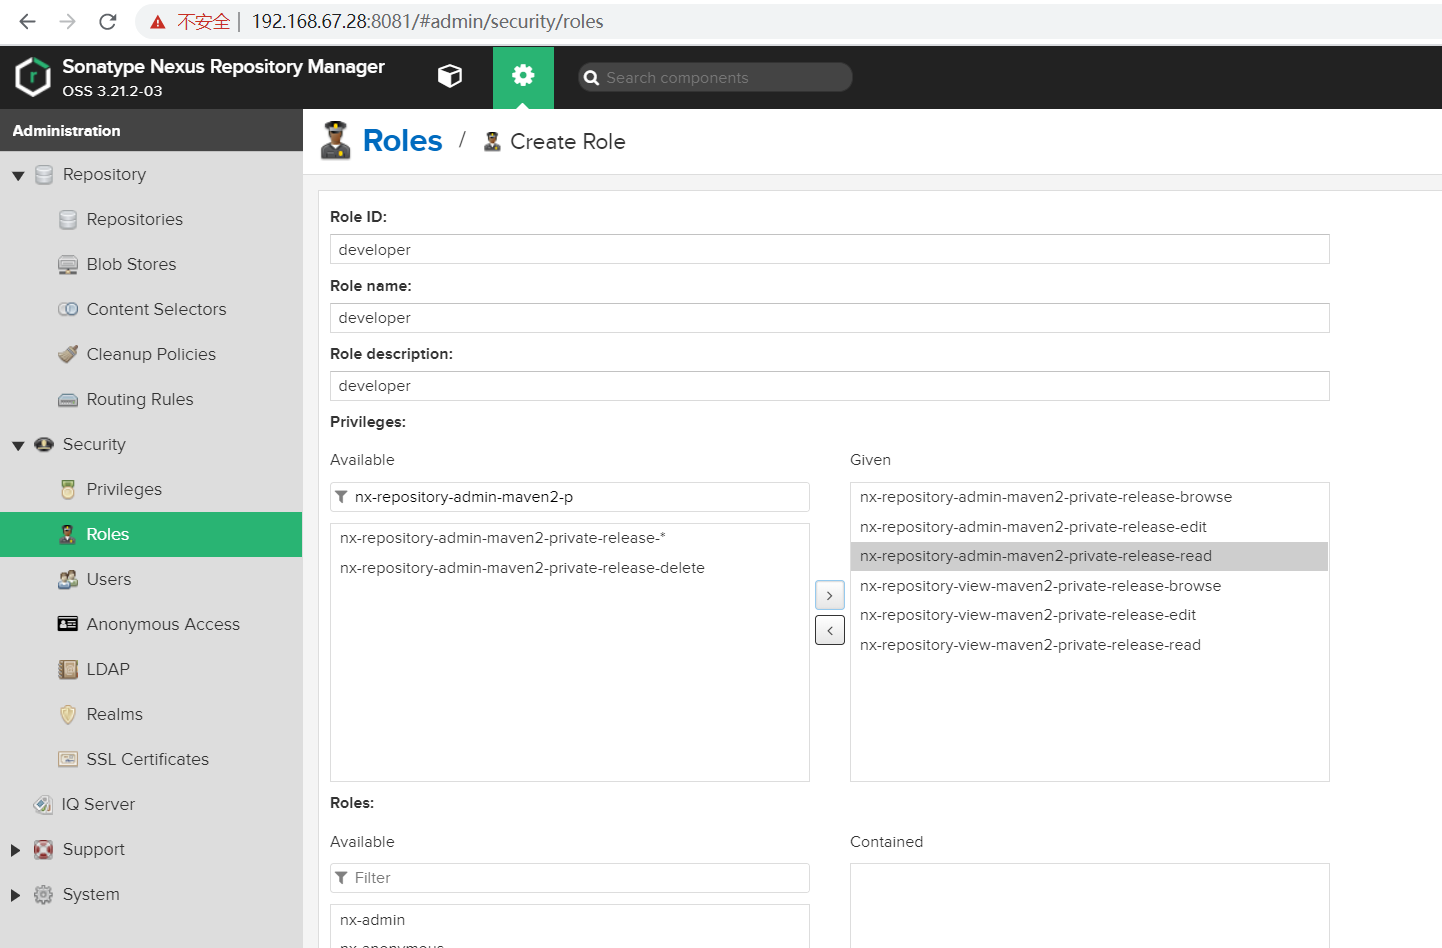 不安全 | 192.168.67.28:8081/#admin/security/roles
Sonatype Nexus Repository Manager
OSS 3.21.2-03
Search components
Administration
Repository
Repositories
Blob Stores
Content Selectors
Cleanup Policies
Routing Rules
Security
Privileges
Roles
Users
Anonymous Access
LDAP
Realms
SSL Certificates
IQ Server
Support
System
Roles / Create Role
Role ID:
developer
Role name:
developer
Role description:
developer
Privileges:
Available
nx-repository-admin-maven2-p
nx-repository-admin-maven2-private-release-*
nx-repository-admin-maven2-private-release-delete
>
<
Given
nx-repository-admin-maven2-private-release-browse
nx-repository-admin-maven2-private-release-edit
nx-repository-admin-maven2-private-release-read
nx-repository-view-maven2-private-release-browse
nx-repository-view-maven2-private-release-edit
nx-repository-view-maven2-private-release-read
Roles:
Available
Filter
nx-admin
nx-anonymous
Contained